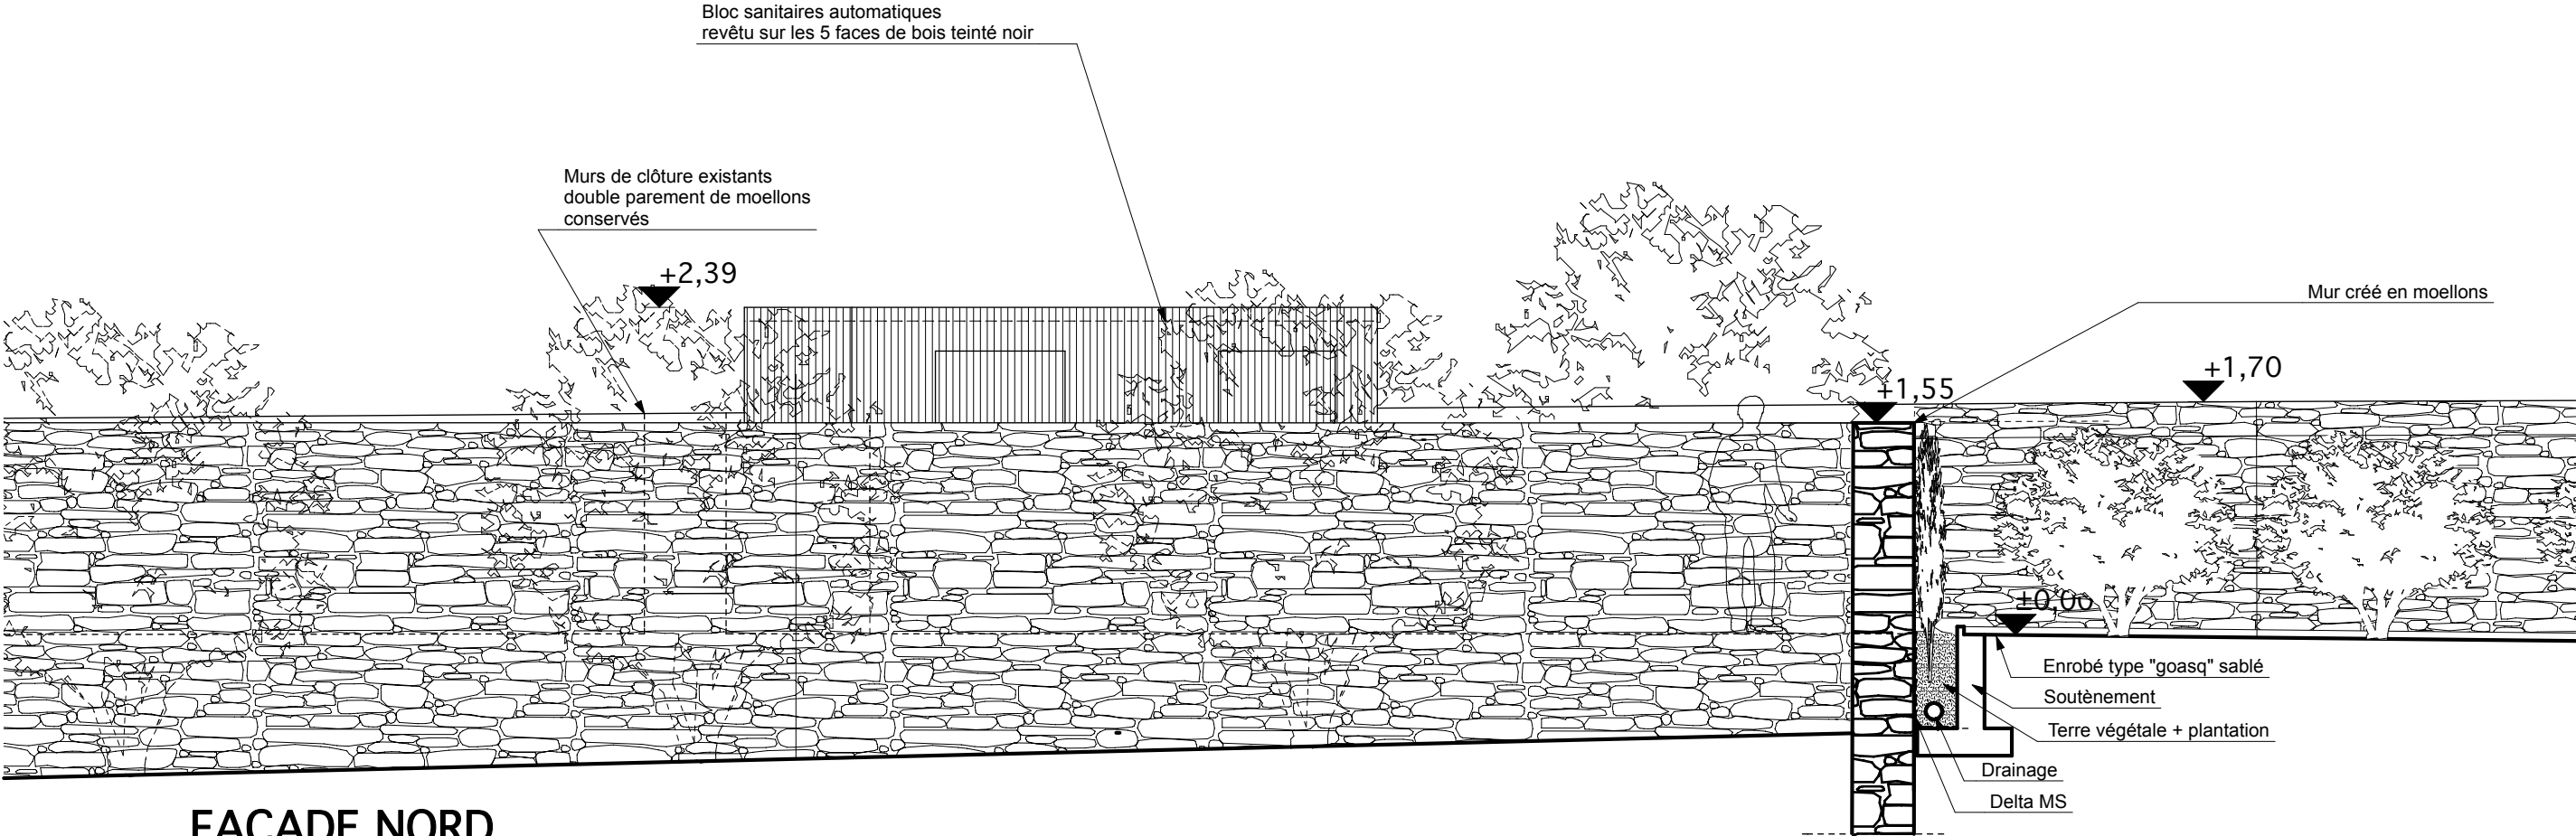 Bloc sanitaires automatiques
revêtu sur les 5 faces de bois teinté noir
Murs de clôture existants
double parement de moellons
conservés
+2,39
Mur créé en moellons
+1,70
+1,55
±0,00
Enrobé type "goasq" sablé
Soutènement
Terre végétale + plantation
Drainage
Delta MS
FAÇADE NORD